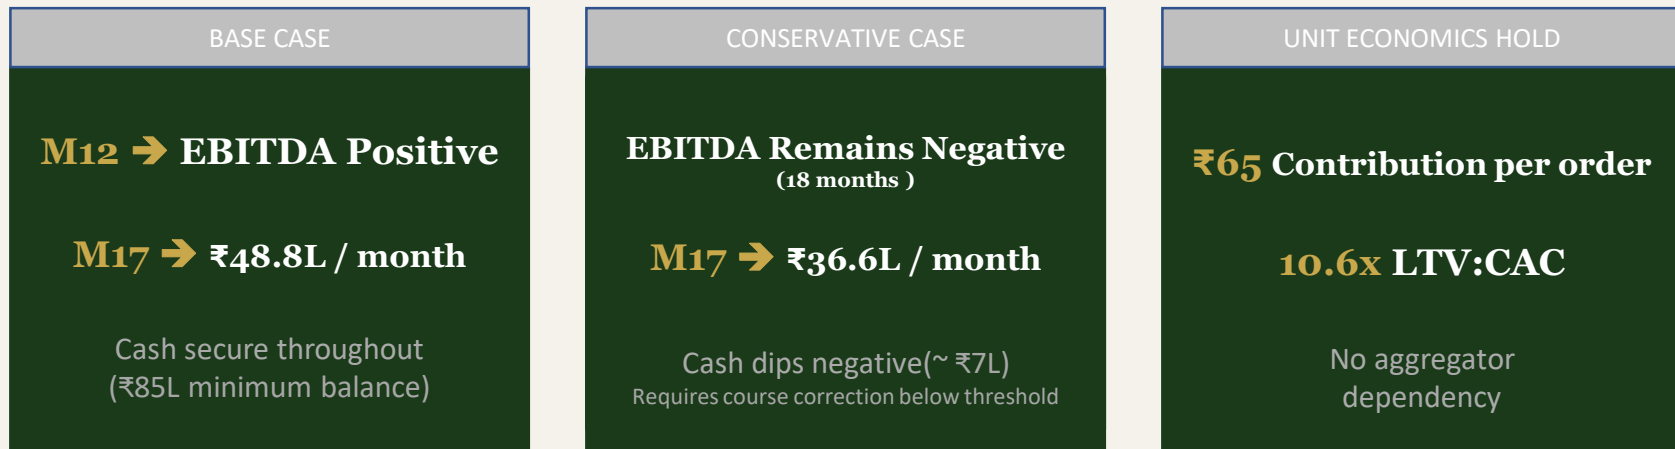 BASE CASE
M12 ➔ EBITDA Positive
M17 ➔ ₹48.8L / month
Cash secure throughout
(₹85L minimum balance)
CONSERVATIVE CASE
EBITDA Remains Negative
(18 months )
M17 ➔ ₹36.6L / month
Cash dips negative(~ ₹7L)
Requires course correction below threshold
UNIT ECONOMICS HOLD
₹65 Contribution per order
10.6x LTV:CAC
No aggregator
dependency